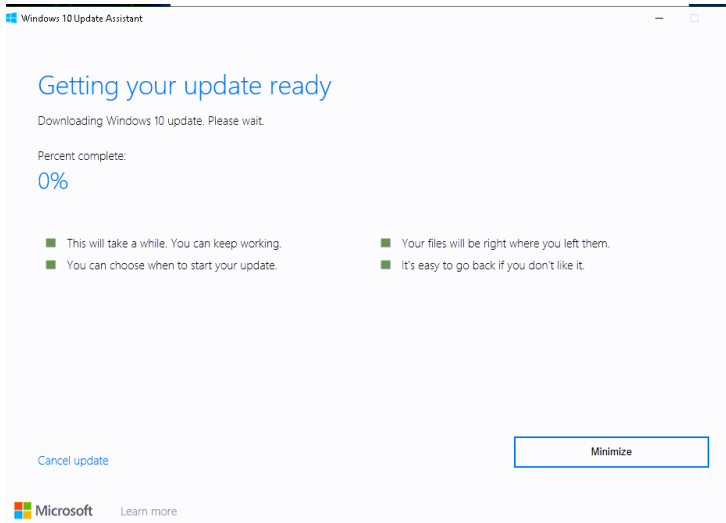 Windows 10 Update Assistant
Getting your update ready
Downloading Windows 10 update. Please wait.
Percent complete:
0%
This will take a while. You can keep working.
You can choose when to start your update.
Your files will be right where you left them.
It's easy to go back if you don't like it.
Cancel update
Minimize
Microsoft
Learn more